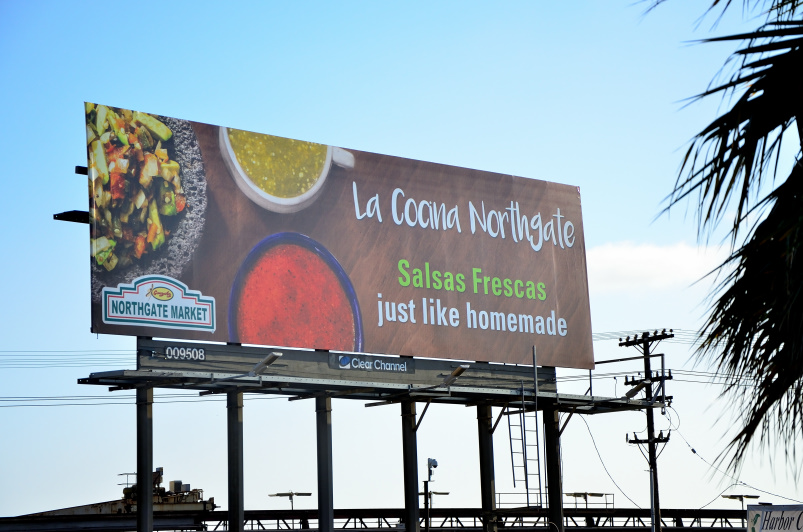 La Cocina Northgate
Salsas Frescas
just like homemade
NORTHGATE MARKET
009508
Clear Channel
Harbor